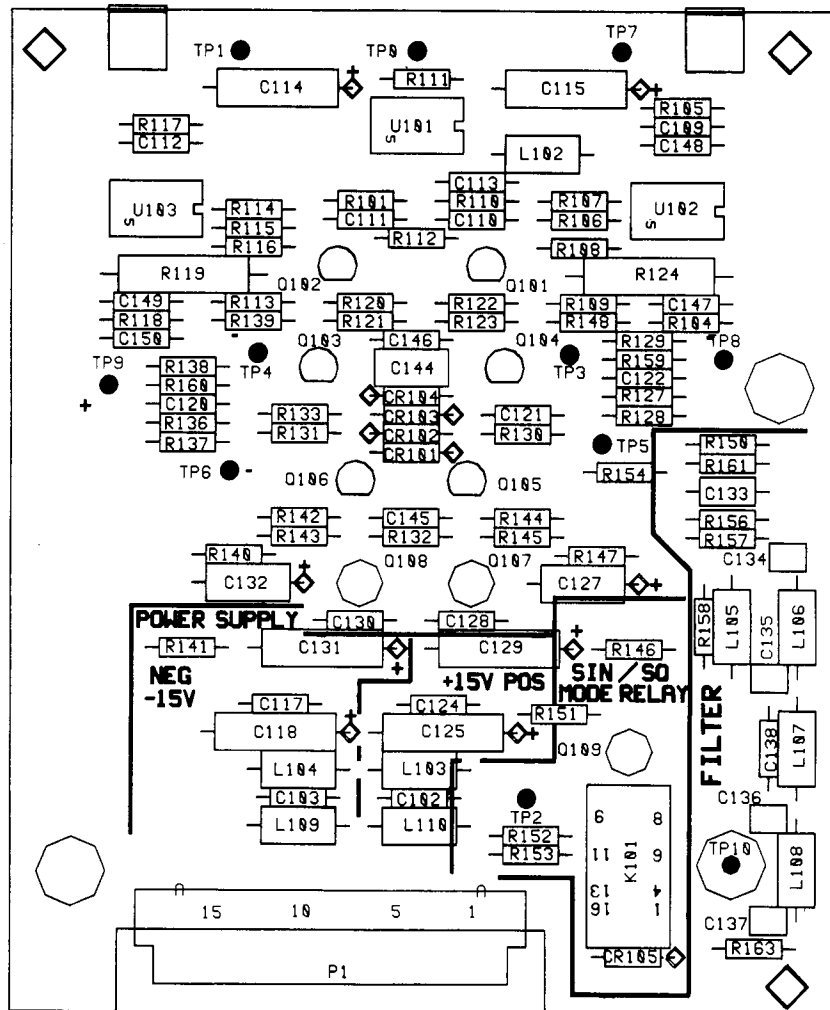 TP1 TP0 TP7
C114 + R111 C115 +
R105
R117 U101 5 C109
C112 C148
L102
C113
U103 5 R114 R101 R110 R107 U102 5
R115 C111 C110 R106
R116 R112 R108
R119 Q102 Q101 R124
C149 R113 R120 R122 R109 C147
R118 R139 R121 R123 R148 R104
C150 - Q103 C146 Q104 R129 -
TP9 TP4 C144 TP3 R159 TP8
R138 C122
R160 CR104 R127
+ C120 R133 CR103 C121 R128
R136 R131 CR102 R130
R137 CR101 TP5 R150
TP6 - R154 R161
Q106 Q105 C133
R142 C145 R144 R156
R143 R132 R145 R157
R140 Q108 Q107 R147 C134
C132 + C127 +
POWER SUPPLY C130 C128 R158 L105 C135 L106
R141 C131 + C129 + R146
NEG +15V POS SIN/SQ
-15V MODE RELAY
C117 + C124 R151 FILTER
C118 C125 + Q109 C138 L107
L104 L103
C103 C102 TP2 C136
L109 L110 R152 9 8
R153 11 6 TP10 L108
K101
13 4
16 1
15 10 5 1 C137
CR105 R163
P1